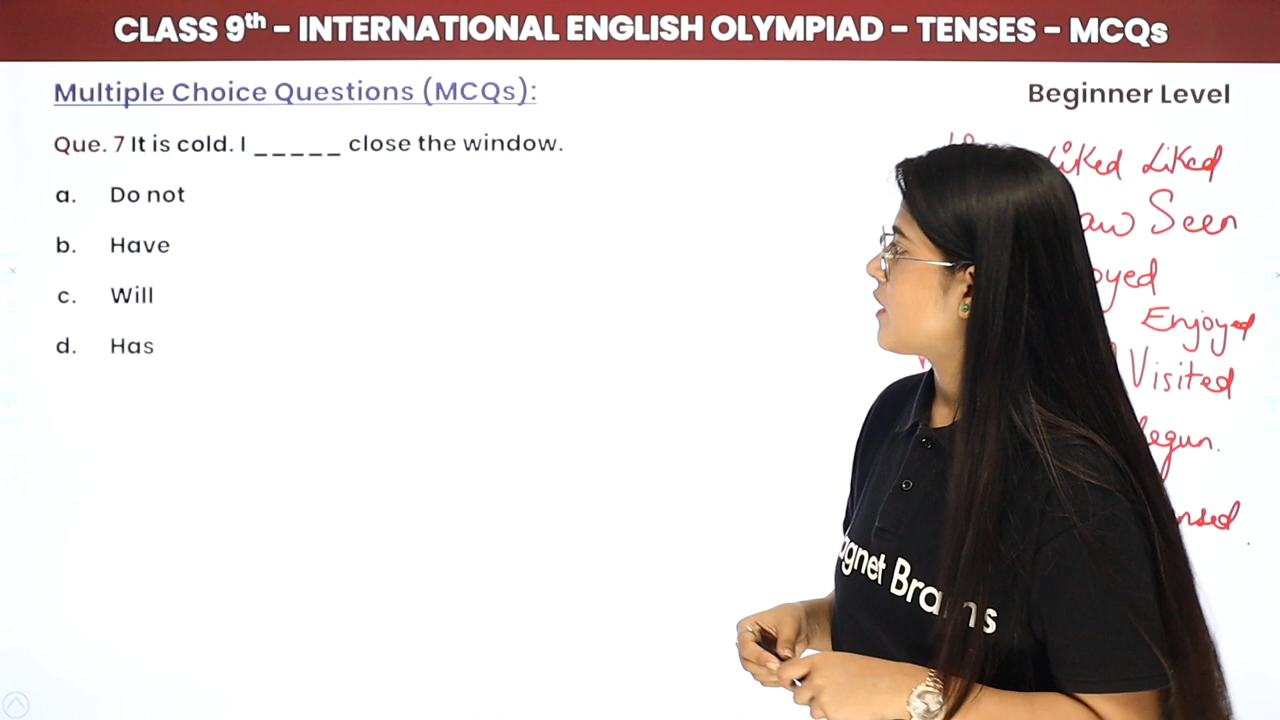 CLASS 9th – INTERNATIONAL ENGLISH OLYMPIAD – TENSES – MCQs
Multiple Choice Questions (MCQs):
Beginner Level
Que. 7 It is cold. I _ _ _ _ _ close the window.
a. Do not
b. Have
c. Will
d. Has
Liked Liked
Seen
Enjoyed
Visited